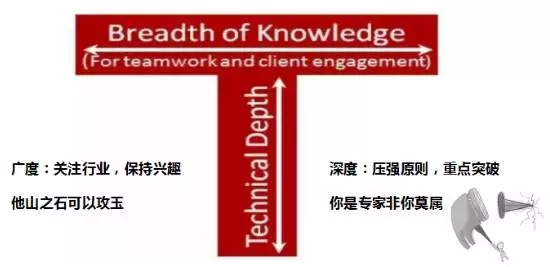 Breadth of Knowledge
(For teamwork and client engagement)
Technical Depth
广度：关注行业，保持兴趣
他山之石可以攻玉
深度：压强原则，重点突破
你是专家非你莫属